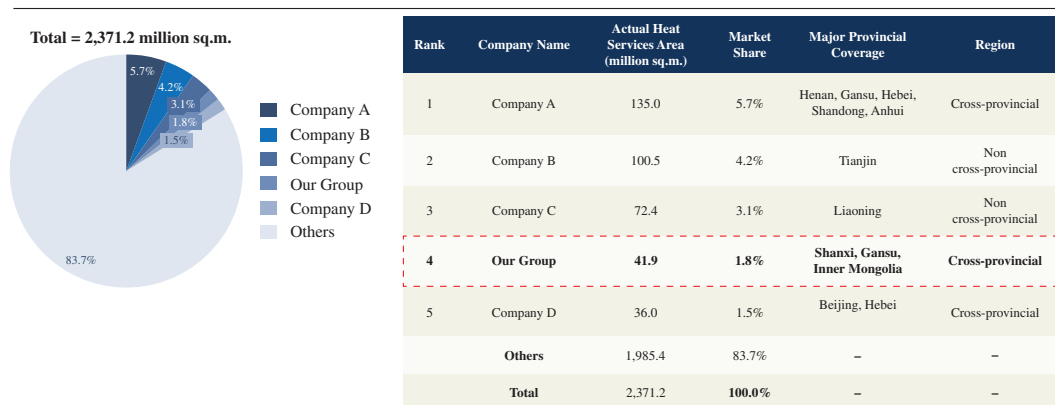 Total = 2,371.2 million sq.m.
5.7%
4.2%
3.1%
1.8%
1.5%
83.7%
Company A
Company B
Company C
Our Group
Company D
Others
Rank Company Name Actual Heat Services Area (million sq.m.) Market Share Major Provincial Coverage Region
1 Company A 135.0 5.7% Henan, Gansu, Hebei, Shandong, Anhui Cross-provincial
2 Company B 100.5 4.2% Tianjin Non cross-provincial
3 Company C 72.4 3.1% Liaoning Non cross-provincial
4 Our Group 41.9 1.8% Shanxi, Gansu, Inner Mongolia Cross-provincial
5 Company D 36.0 1.5% Beijing, Hebei Cross-provincial
Others 1,985.4 83.7% – –
Total 2,371.2 100.0% – –